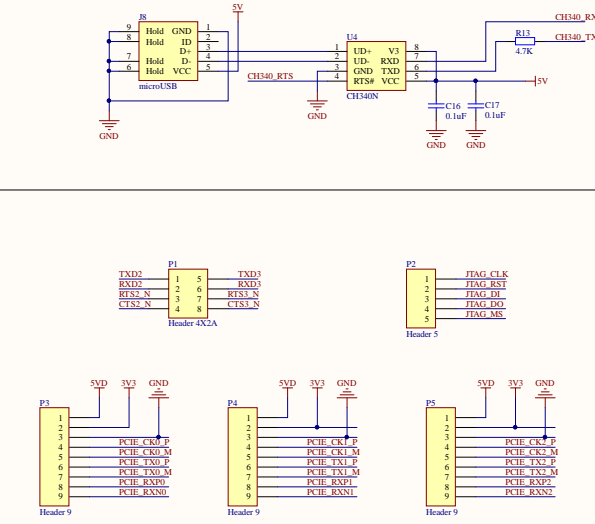 J8
5V
9 Hold GND 1
8 Hold ID 2
D+ 3
7 Hold D- 4
6 Hold VCC 5
microUSB
GND
CH340_RTS
U4
1 UD+ V3 8
2 UD- RXD 7
3 GND TXD 6
4 RTS# VCC 5
CH340N
GND
CH340_RX
R13
CH340_TX
4.7K
5V
C16
0.1uF
C17
0.1uF
GND
GND
P1
TXD2 1 5 TXD3
RXD2 2 6 RXD3
RTS2_N 3 7 RTS3_N
CTS2_N 4 8 CTS3_N
Header 4X2A
P2
1 JTAG_CLK
2 JTAG_RST
3 JTAG_DI
4 JTAG_DO
5 JTAG_MS
Header 5
5VD 3V3 GND
P3
1
2
3
4 PCIE_CK0_P
5 PCIE_CK0_M
6 PCIE_TX0_P
7 PCIE_TX0_M
8 PCIE_RXP0
9 PCIE_RXN0
Header 9
5VD 3V3 GND
P4
1
2
3
4 PCIE_CK1_P
5 PCIE_CK1_M
6 PCIE_TX1_P
7 PCIE_TX1_M
8 PCIE_RXP1
9 PCIE_RXN1
Header 9
5VD 3V3 GND
P5
1
2
3
4 PCIE_CK2_P
5 PCIE_CK2_M
6 PCIE_TX2_P
7 PCIE_TX2_M
8 PCIE_RXP2
9 PCIE_RXN2
Header 9